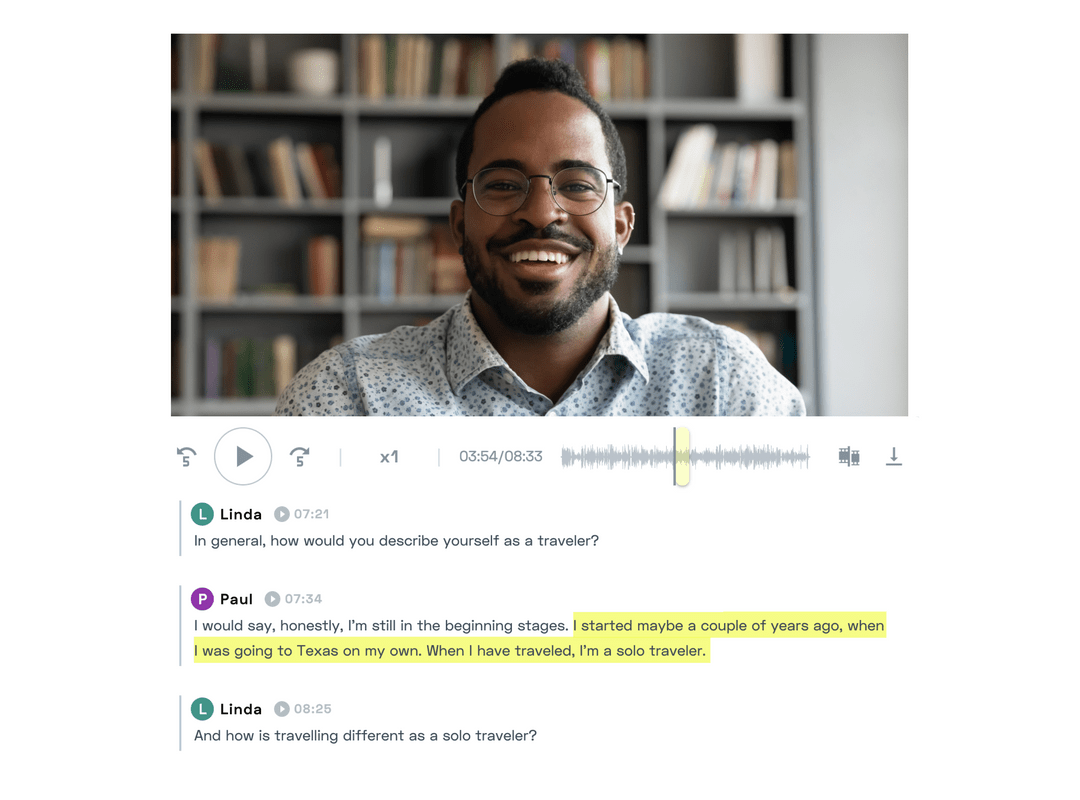 5
5
x1
03:54/08:33
L Linda 07:21
In general, how would you describe yourself as a traveler?
P Paul 07:34
I would say, honestly, I'm still in the beginning stages. I started maybe a couple of years ago, when
I was going to Texas on my own. When I have traveled, I'm a solo traveler.
L Linda 08:25
And how is travelling different as a solo traveler?